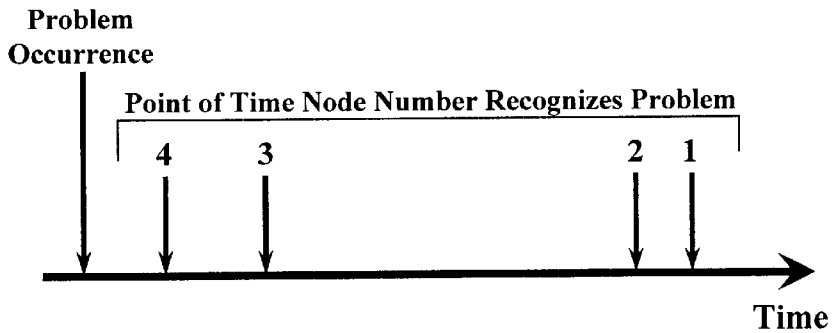 Problem
Occurrence
Point of Time Node Number Recognizes Problem
4 3 2 1
Time